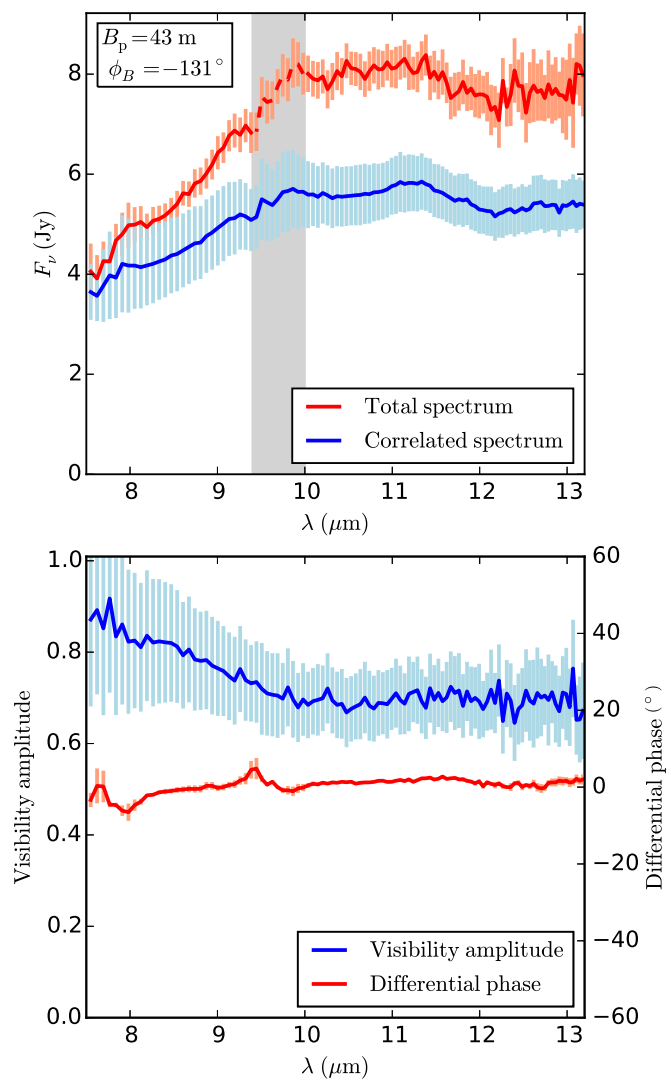 B_p=43 m
ϕ_B=−131°
8
6
4
2
0
F_ν (Jy)
Total spectrum
Correlated spectrum
8 9 10 11 12 13
λ (μm)
1.0
0.8
0.6
0.4
0.2
0.0
Visibility amplitude
60
40
20
0
−20
−40
−60
Differential phase (°)
Visibility amplitude
Differential phase
8 9 10 11 12 13
λ (μm)